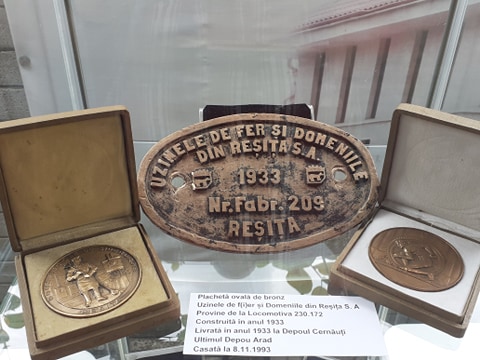 UZINELE DE FER SI DOMENIILE
DIN REȘIȚA S.A.
1933
Nr.Fabr. 209
REȘIȚA
Plachetă ovală de bronz
Uzinele de f(i)er și Domeniile din Reșița S. A
Provine de la Locomotiva 230.172
Construită în anul 1933
Livrată în anul 1933 la Depoul Cernăuți
Ultimul Depou Arad
Casată la 8.11.1993